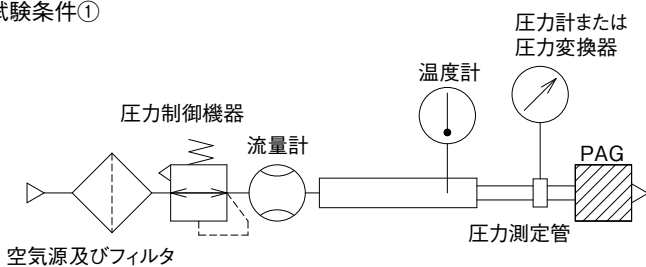 試験条件①
圧力計または
圧力変換器
温度計
圧力制御機器
流量計
PAG
圧力測定管
空気源及びフィルタ